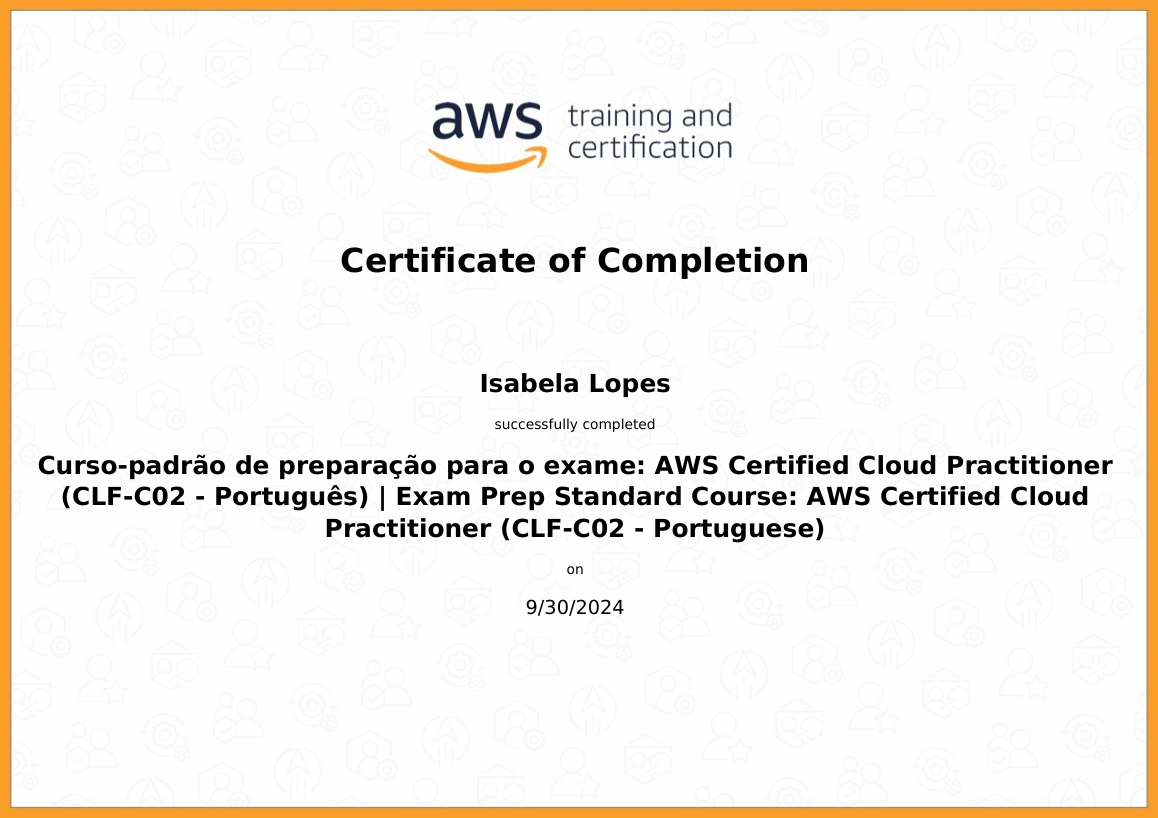 aws training and
certification
Certificate of Completion
Isabela Lopes
successfully completed
Curso-padrão de preparação para o exame: AWS Certified Cloud Practitioner
(CLF-C02 - Português) | Exam Prep Standard Course: AWS Certified Cloud
Practitioner (CLF-C02 - Portuguese)
on
9/30/2024